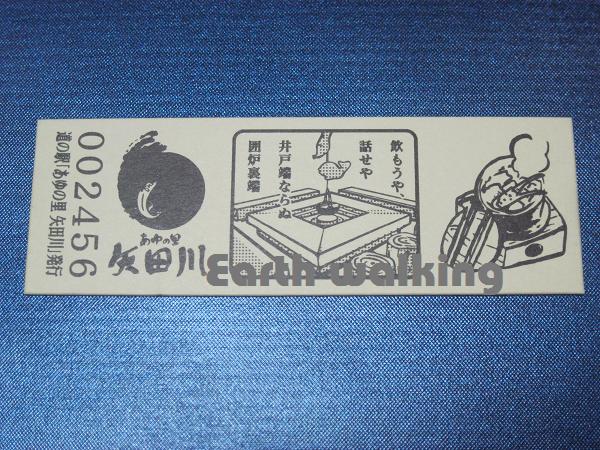 飲もうや、
話せや
井戸端ならぬ
囲炉裏端
あゆの里
矢田川
002456
道の駅「あゆの里 矢田川」発行
Earth-walking